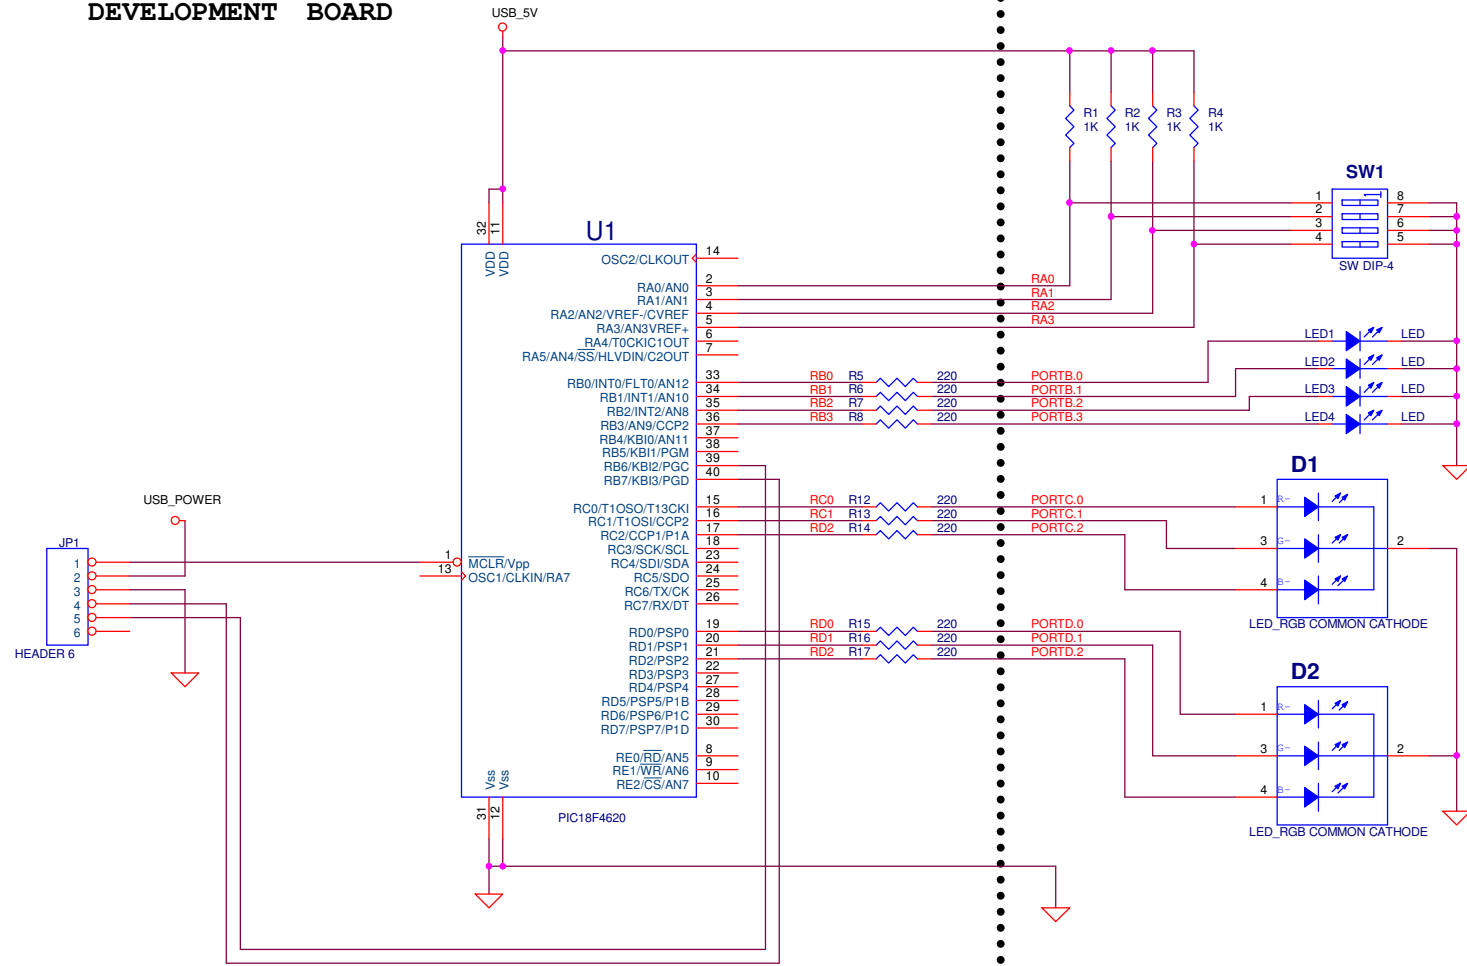 DEVELOPMENT BOARD
USB_5V
R1 1K
R2 1K
R3 1K
R4 1K
SW1
1 8
2 7
3 6
4 5
SW DIP-4
U1
32 VDD
11 VDD
OSC2/CLKOUT 14
RA0/AN0 2 RA0
RA1/AN1 3 RA1
RA2/AN2/VREF-/CVREF 4 RA2
RA3/AN3VREF+ 5 RA3
RA4/T0CKIC1OUT 6
RA5/AN4/SS/HLVDIN/C2OUT 7
LED1 LED
LED2 LED
LED3 LED
LED4 LED
RB0/INT0/FLT0/AN12 33 RB0 R5 220 PORTB.0
RB1/INT1/AN10 34 RB1 R6 220 PORTB.1
RB2/INT2/AN8 35 RB2 R7 220 PORTB.2
RB3/AN9/CCP2 36 RB3 R8 220 PORTB.3
RB4/KBI0/AN11 37
RB5/KBI1/PGM 38
RB6/KBI2/PGC 39
RB7/KBI3/PGD 40
RC0/T1OSO/T13CKI 15 RC0 R12 220 PORTC.0
RC1/T1OSI/CCP2 16 RC1 R13 220 PORTC.1
RC2/CCP1/P1A 17 RD2 R14 220 PORTC.2
RC3/SCK/SCL 18
RC4/SDI/SDA 23
RC5/SDO 24
RC6/TX/CK 25
RC7/RX/DT 26
RD0/PSP0 19 RD0 R15 220 PORTD.0
RD1/PSP1 20 RD1 R16 220 PORTD.1
RD2/PSP2 21 RD2 R17 220 PORTD.2
RD3/PSP3 22
RD4/PSP4 27
RD5/PSP5/P1B 28
RD6/PSP6/P1C 29
RD7/PSP7/P1D 30
RE0/RD/AN5 8
RE1/WR/AN6 9
RE2/CS/AN7 10
1 MCLR/Vpp
13 OSC1/CLKIN/RA7
31 Vss
12 Vss
PIC18F4620
USB_POWER
JP1
1
2
3
4
5
6
HEADER 6
D1
1 R-
3 G- 2
4 B-
LED_RGB COMMON CATHODE
D2
1 R-
3 G- 2
4 B-
LED_RGB COMMON CATHODE